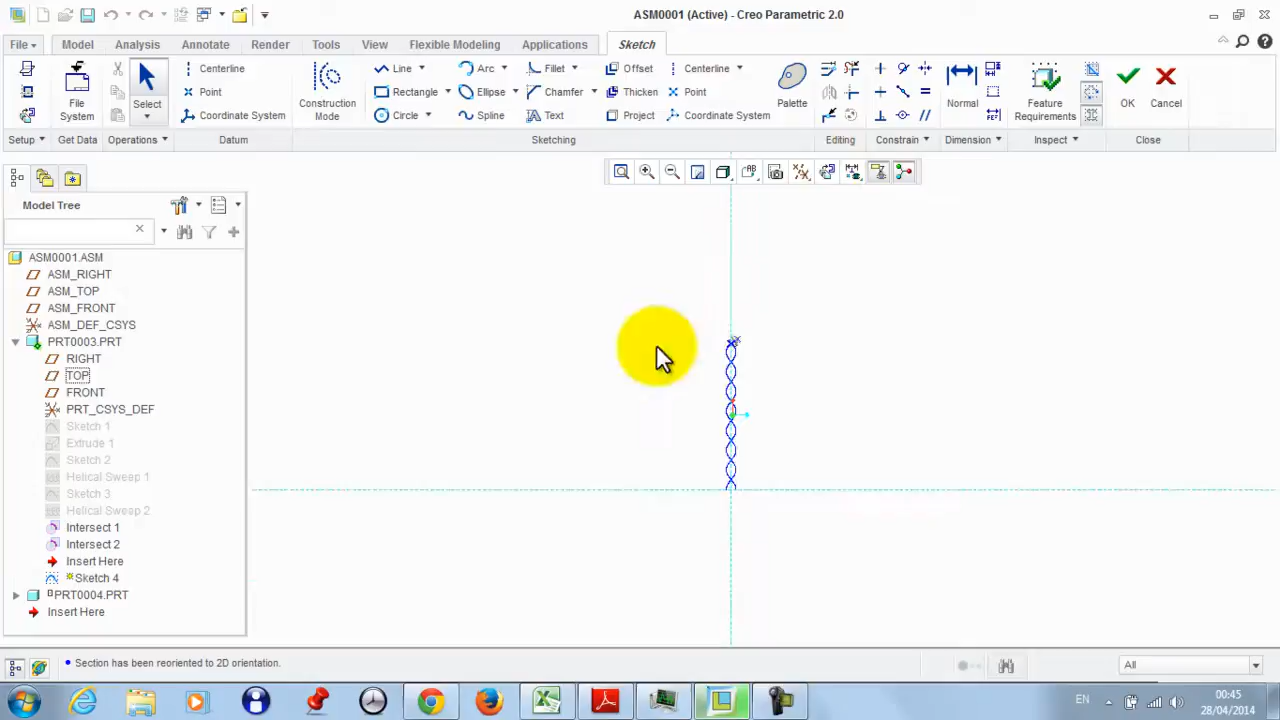 ASM0001 (Active) - Creo Parametric 2.0
File Model Analysis Annotate Render Tools View Flexible Modeling Applications Sketch
File System
Select
Centerline
Point
Coordinate System
Construction Mode
Line Arc Fillet Offset Centerline
Rectangle Ellipse Chamfer Thicken Point
Circle Spline Text Project Coordinate System
Palette
Normal
Feature Requirements
OK
Cancel
Setup Get Data Operations Datum Sketching Editing Constrain Dimension Inspect Close
Model Tree
ASM0001.ASM
ASM_RIGHT
ASM_TOP
ASM_FRONT
ASM_DEF_CSYS
PRT0003.PRT
RIGHT
TOP
FRONT
PRT_CSYS_DEF
Sketch 1
Extrude 1
Sketch 2
Helical Sweep 1
Sketch 3
Helical Sweep 2
Intersect 1
Intersect 2
Insert Here
Sketch 4
PRT0004.PRT
Insert Here
Section has been reoriented to 2D orientation.
All
EN
00:45
28/04/2014